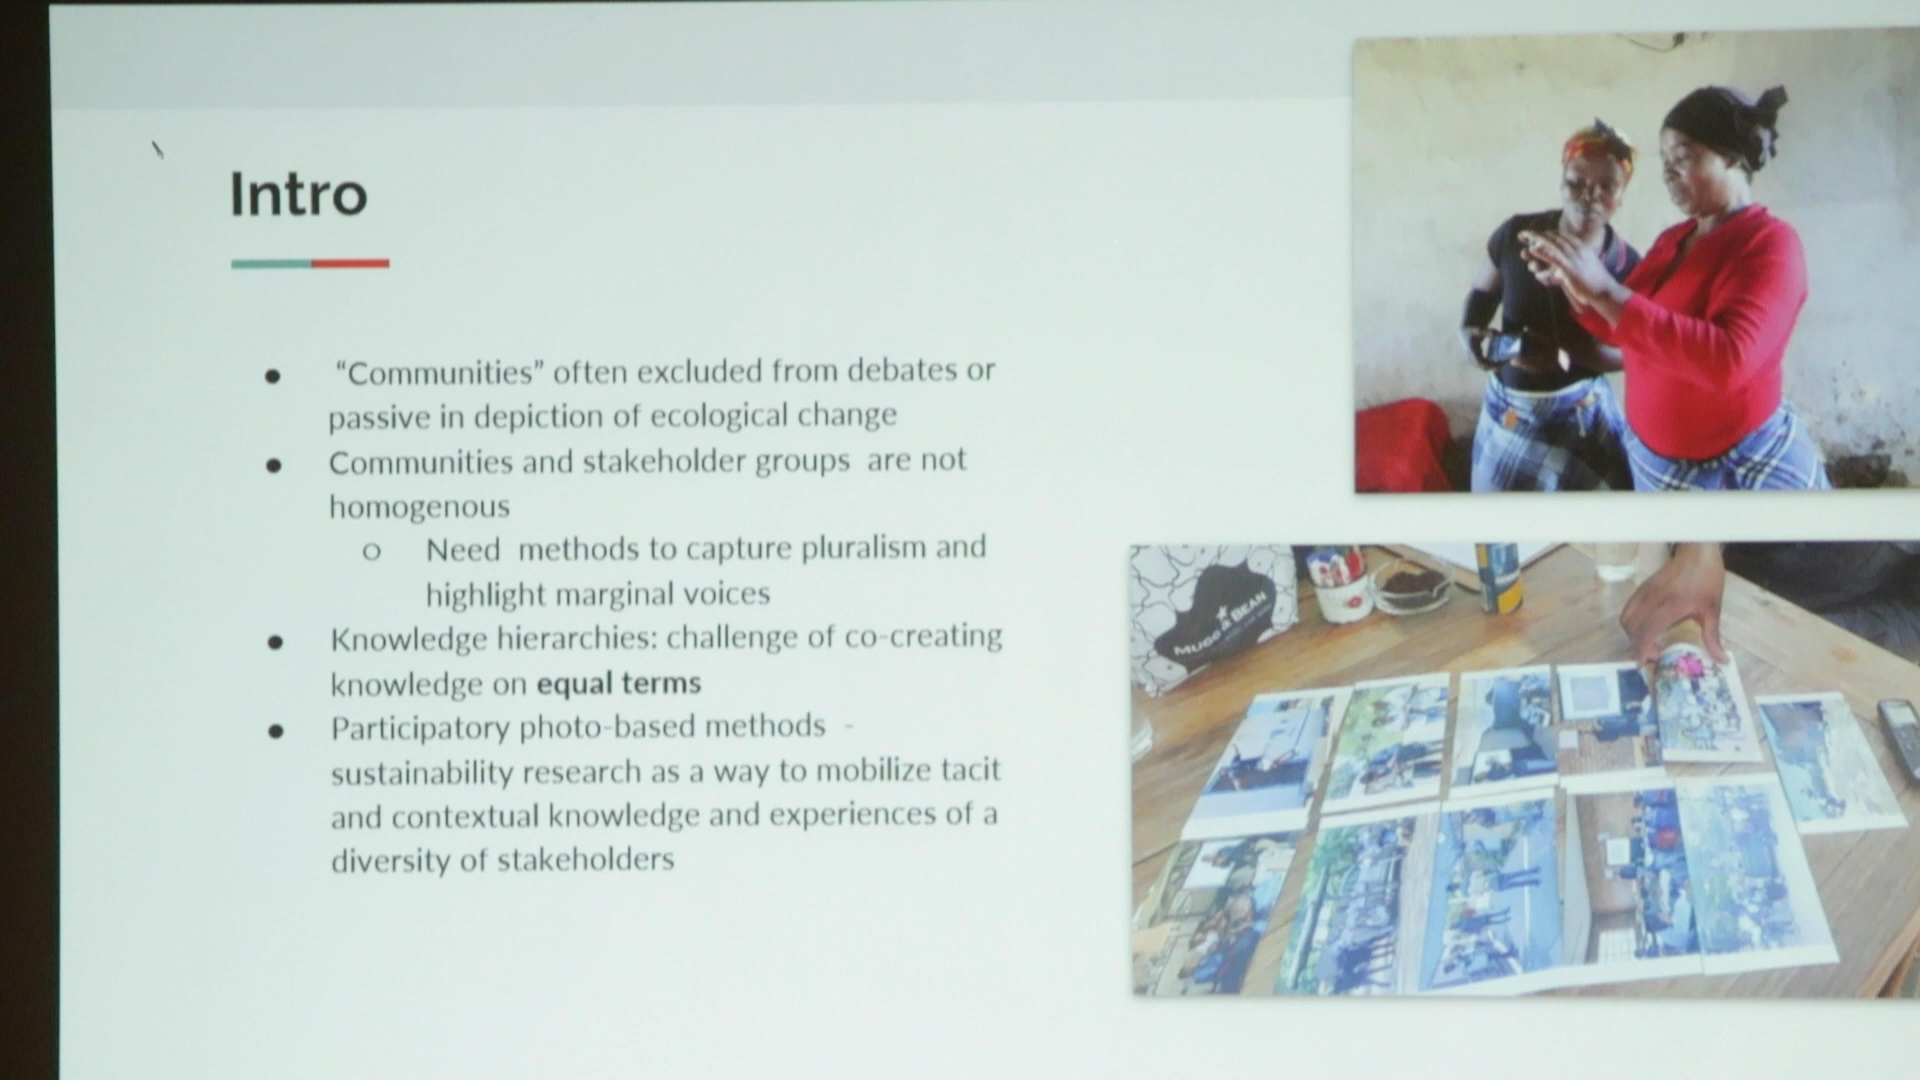 Intro
● “Communities” often excluded from debates or
passive in depiction of ecological change
● Communities and stakeholder groups are not
homogenous
○ Need methods to capture pluralism and
highlight marginal voices
● Knowledge hierarchies: challenge of co-creating
knowledge on equal terms
● Participatory photo-based methods -
sustainability research as a way to mobilize tacit
and contextual knowledge and experiences of a
diversity of stakeholders
MUGG & BEAN